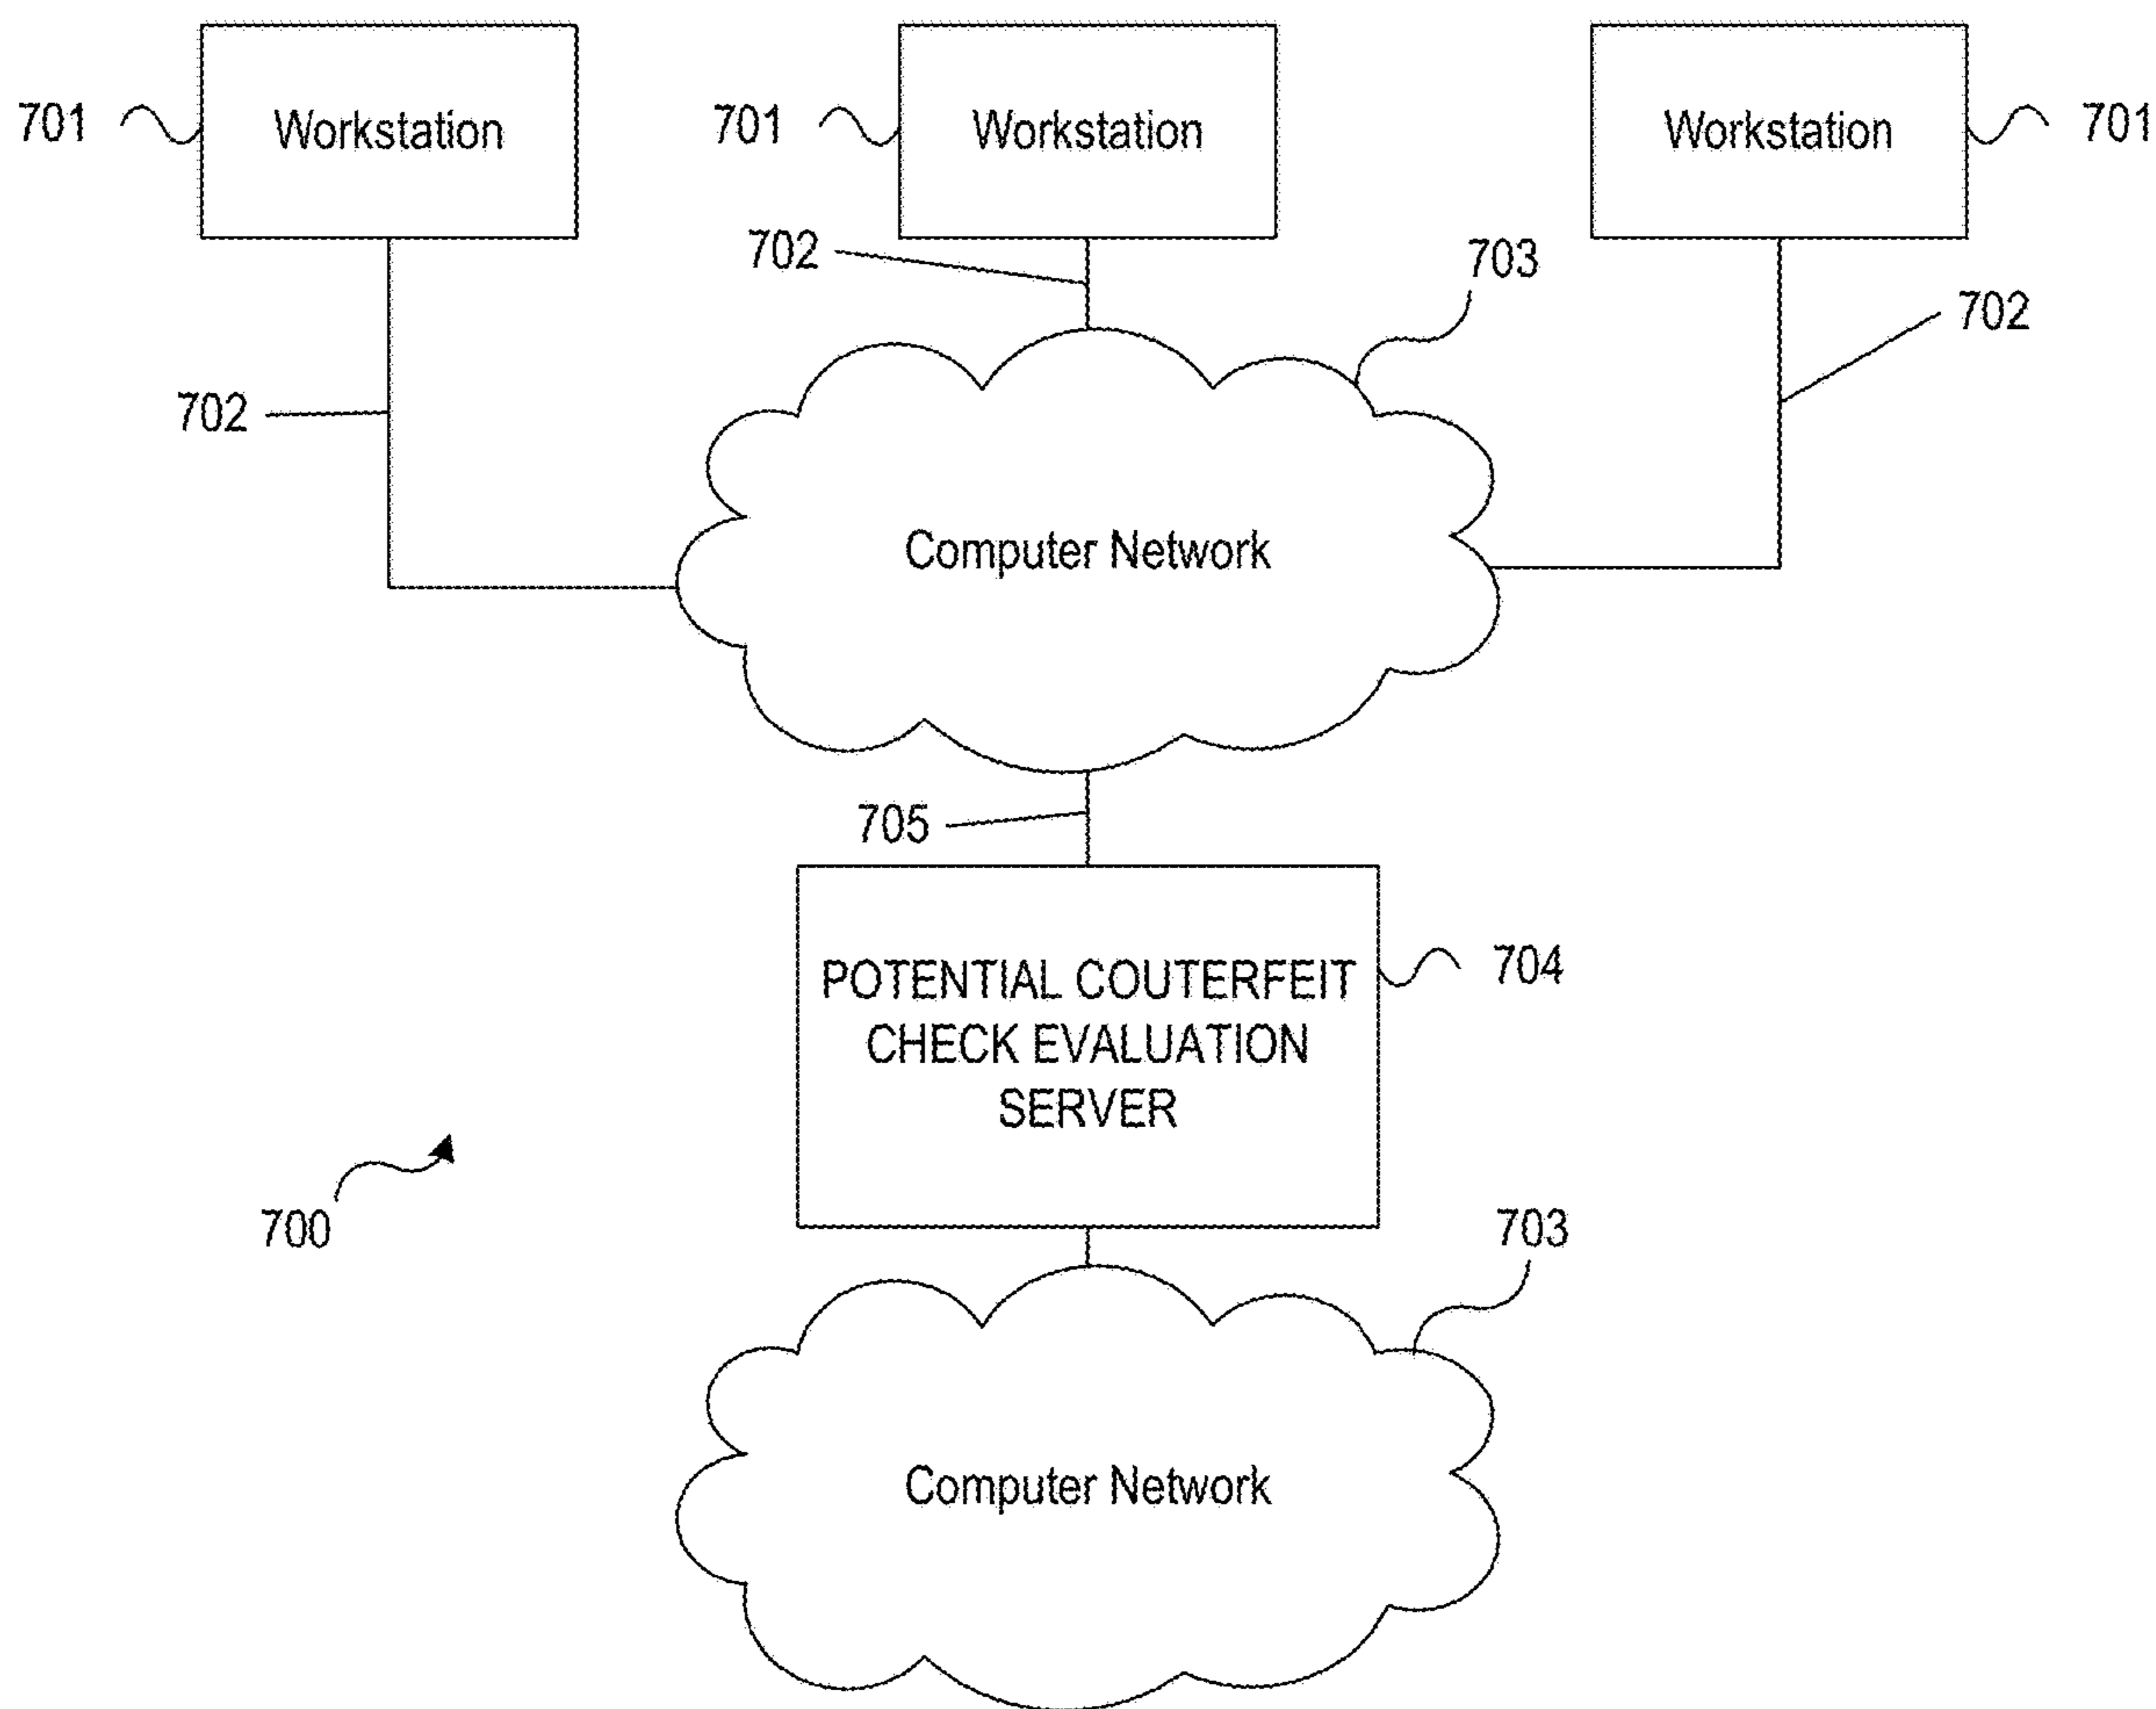 701
Workstation
701
Workstation
Workstation
701
702
703
702
702
Computer Network
705
POTENTIAL COUTERFEIT
CHECK EVALUATION
SERVER
704
700
703
Computer Network